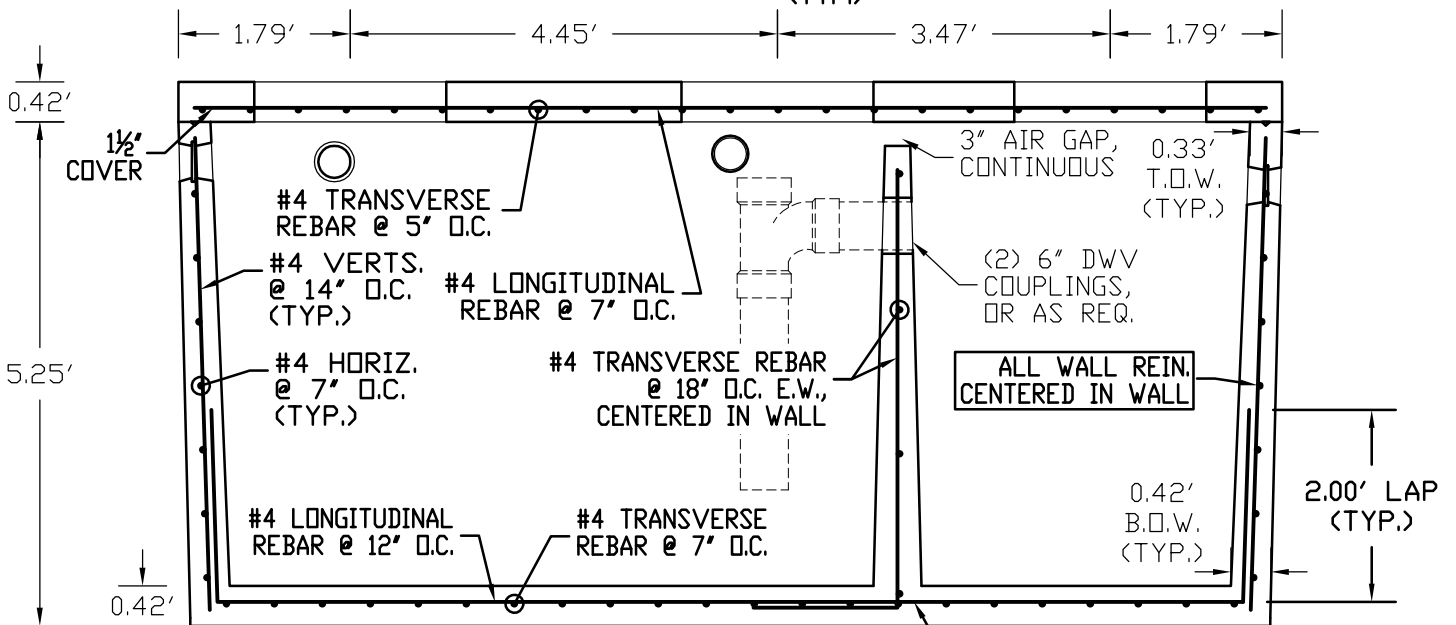 1.79′ 4.45′ 3.47′ 1.79′
0.42′
1½"
COVER
3" AIR GAP,
CONTINUOUS
0.33′
T.O.W.
(TYP.)
#4 TRANSVERSE
REBAR @ 5" O.C.
#4 VERTS.
@ 14" O.C.
(TYP.)
#4 LONGITUDINAL
REBAR @ 7" O.C.
(2) 6" DWV
COUPLINGS,
OR AS REQ.
5.25′
#4 HORIZ.
@ 7" O.C.
(TYP.)
#4 TRANSVERSE REBAR
@ 18" O.C. E.W.,
CENTERED IN WALL
ALL WALL REIN.
CENTERED IN WALL
#4 LONGITUDINAL
REBAR @ 12" O.C.
#4 TRANSVERSE
REBAR @ 7" O.C.
0.42′
B.O.W.
(TYP.)
2.00′ LAP
(TYP.)
0.42′